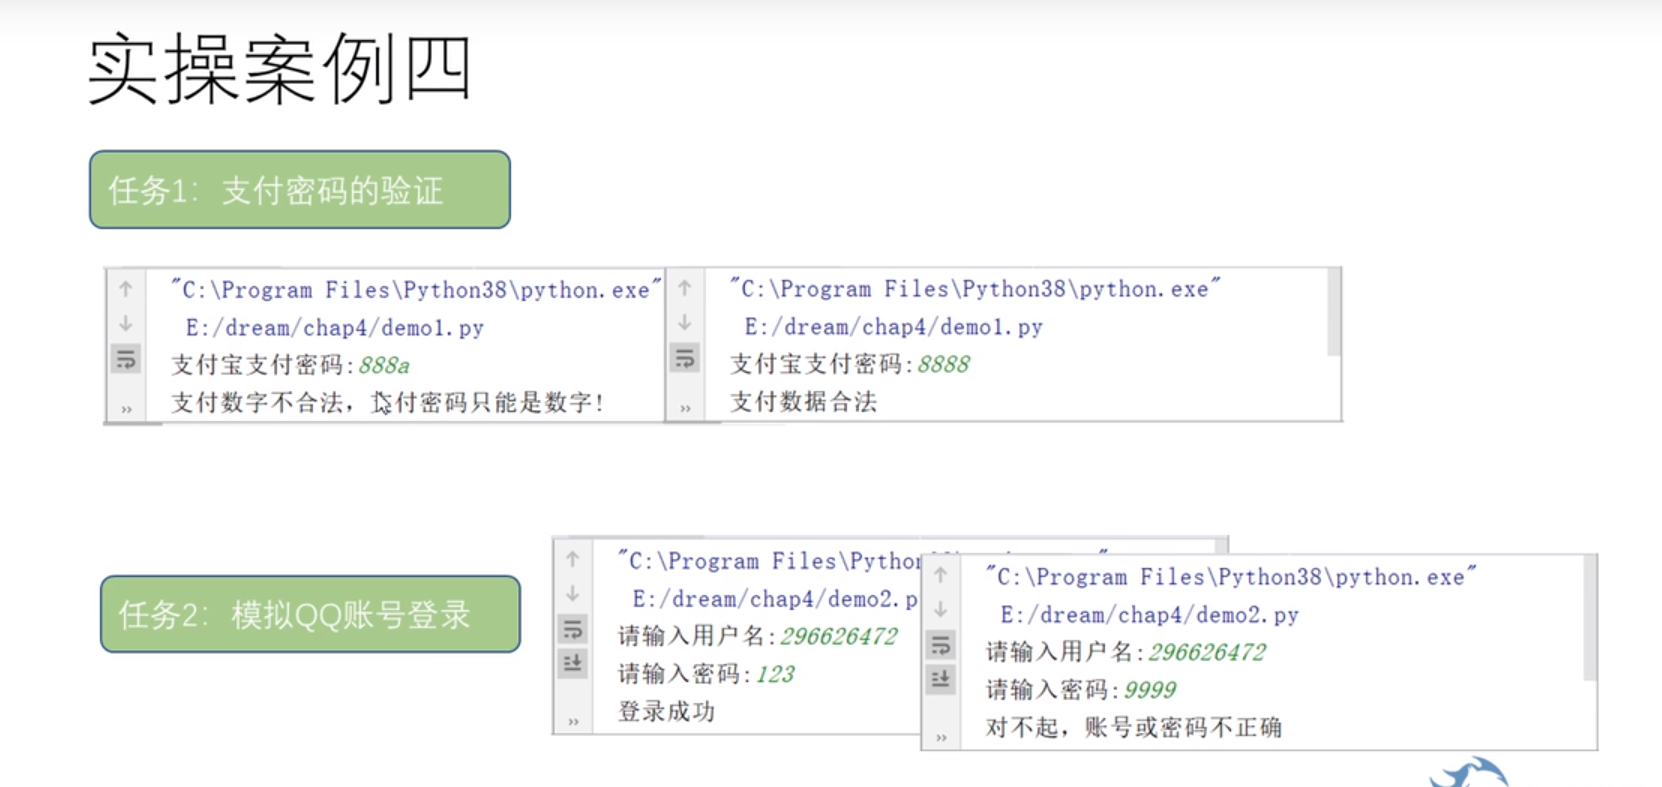 实操案例四
任务1：支付密码的验证
"C:\Program Files\Python38\python.exe"
E:/dream/chap4/demo1.py
支付宝支付密码:888a
支付数字不合法，支付密码只能是数字!
"C:\Program Files\Python38\python.exe"
E:/dream/chap4/demo1.py
支付宝支付密码:8888
支付数据合法
任务2：模拟QQ账号登录
"C:\Program Files\Python
E:/dream/chap4/demo2.p
请输入用户名:296626472
请输入密码:123
登录成功
"C:\Program Files\Python38\python.exe"
E:/dream/chap4/demo2.py
请输入用户名:296626472
请输入密码:9999
对不起，账号或密码不正确